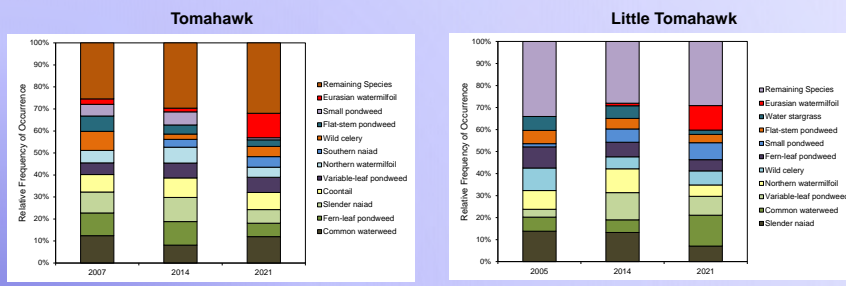 Tomahawk
Relative Frequency of Occurrence
100%
90%
80%
70%
60%
50%
40%
30%
20%
10%
0%
2007
2014
2021
Remaining Species
Eurasian watermilfoil
Small pondweed
Flat-stem pondweed
Wild celery
Southern naiad
Northern watermilfoil
Variable-leaf pondweed
Coontail
Slender naiad
Fern-leaf pondweed
Common waterweed
Little Tomahawk
Relative Frequency of Occurrence
100%
90%
80%
70%
60%
50%
40%
30%
20%
10%
0%
2005
2014
2021
Remaining Species
Eurasian watermilfoil
Water stargrass
Flat-stem pondweed
Small pondweed
Fern-leaf pondweed
Wild celery
Northern watermilfoil
Variable-leaf pondweed
Common waterweed
Slender naiad